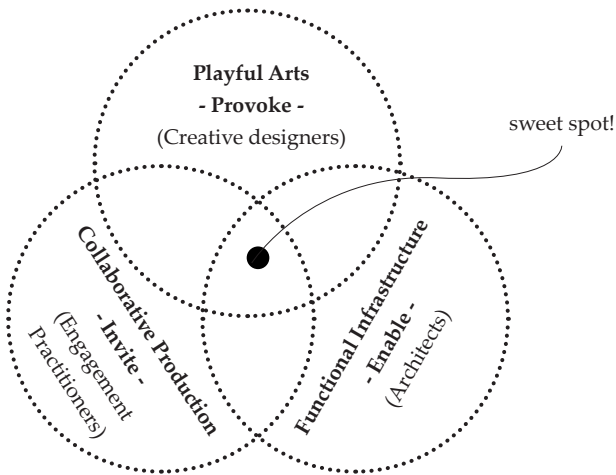 Playful Arts
- Provoke -
(Creative designers)
sweet spot!
Collaborative Production
- Invite -
(Engagement
Practitioners)
Functional Infrastructure
- Enable -
(Architects)